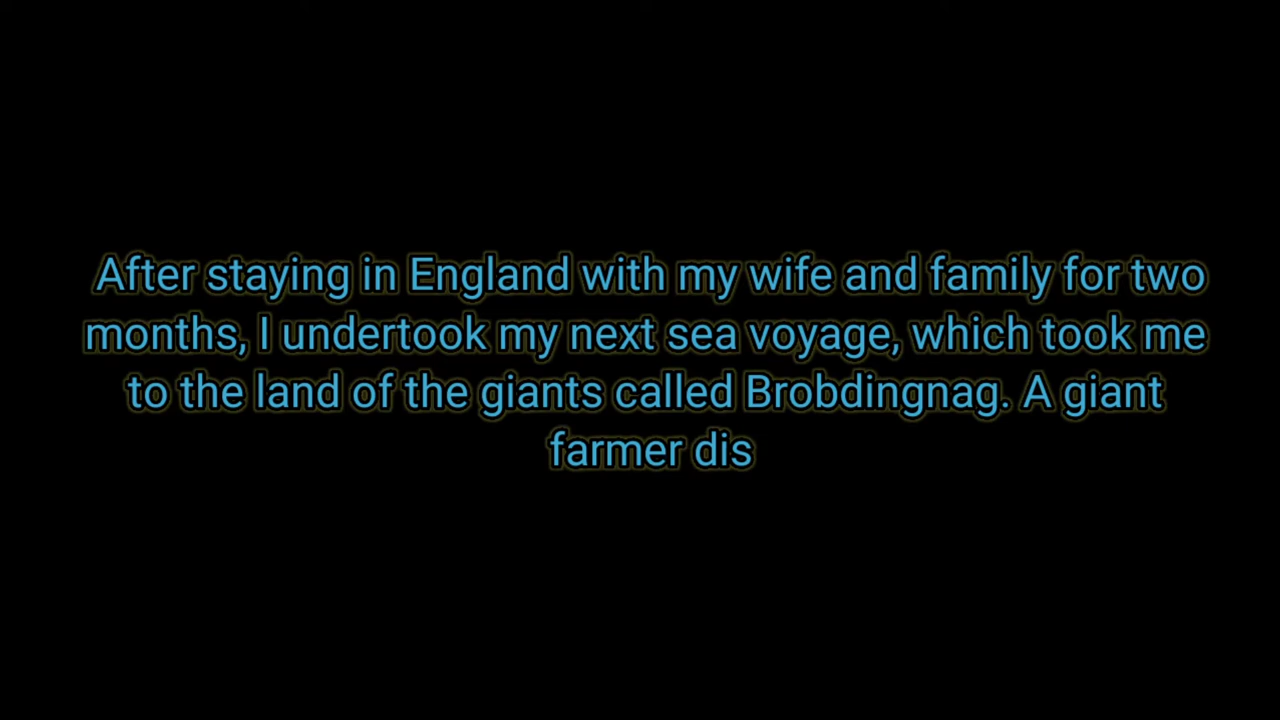 After staying in England with my wife and family for two
months, I undertook my next sea voyage, which took me
to the land of the giants called Brobdingnag. A giant
farmer dis